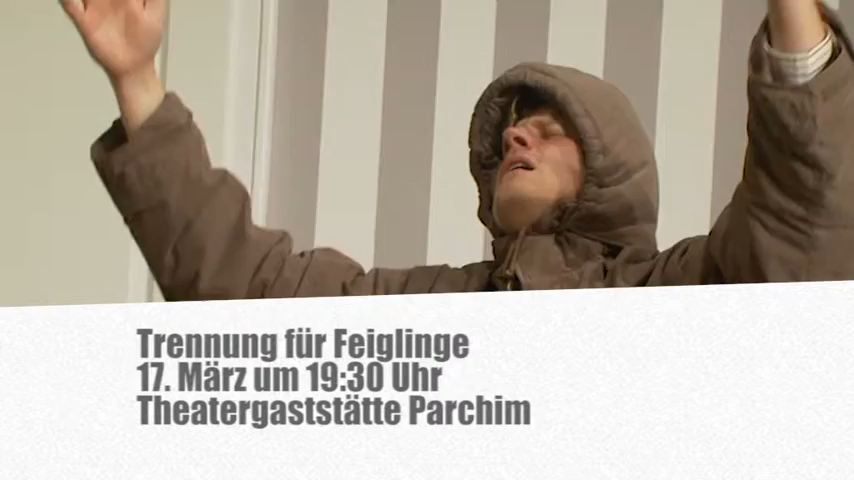 Trennung für Feiglinge
17. März um 19:30 Uhr
Theatergaststätte Parchim